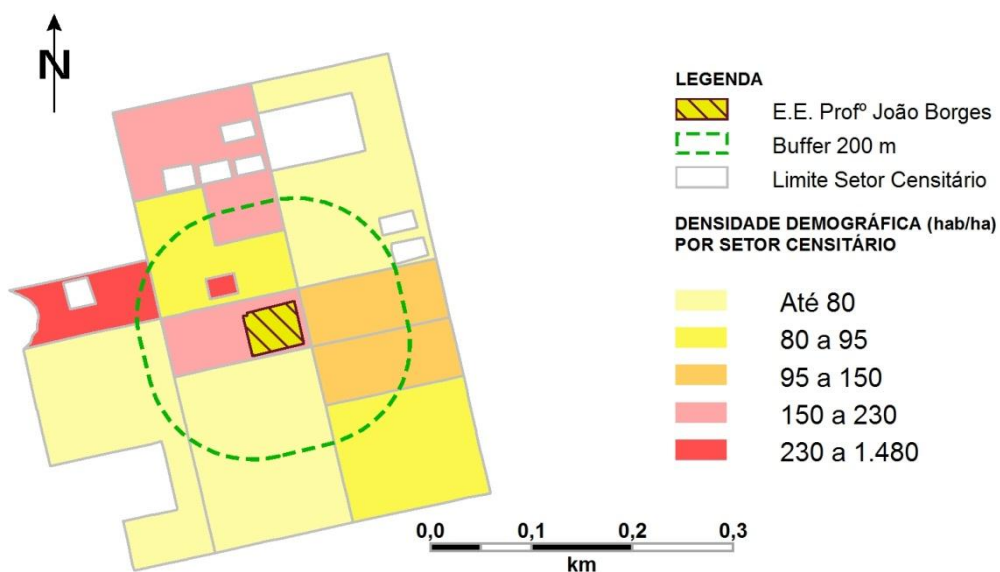 N
LEGENDA
E.E. Profº João Borges
Buffer 200 m
Limite Setor Censitário
DENSIDADE DEMOGRÁFICA (hab/ha)
POR SETOR CENSITÁRIO
Até 80
80 a 95
95 a 150
150 a 230
230 a 1.480
0,0 0,1 0,2 0,3
km